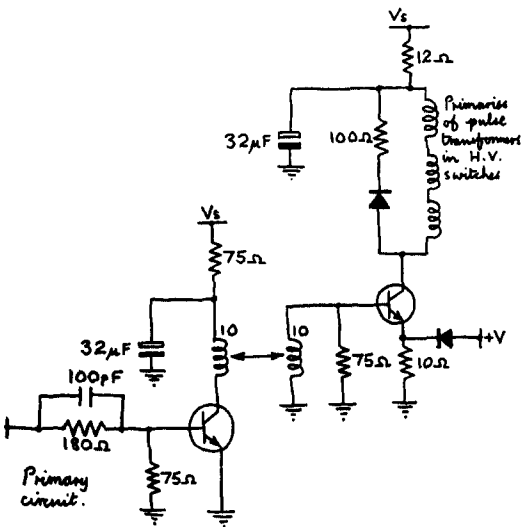 Vs
12Ω
Primaries
of pulse
transformers
in H.V.
switches
32μF
100Ω
Vs
75Ω
10
10
32μF
+V
75Ω
10Ω
100pF
180Ω
75Ω
Primary
circuit.